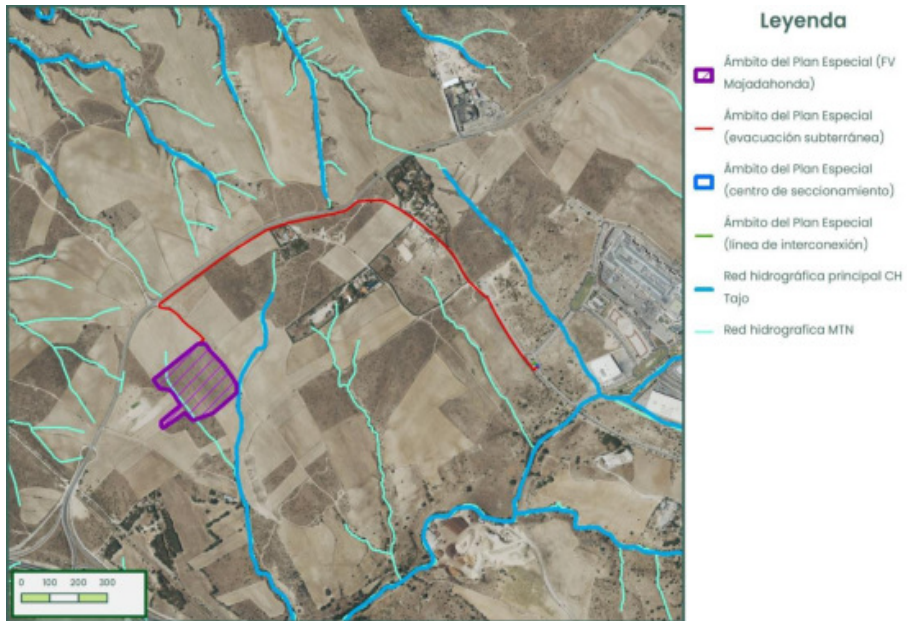 Leyenda
Ámbito del Plan Especial (FV
Majadahonda)
Ámbito del Plan Especial
(evacuación subterránea)
Ámbito del Plan Especial
(centro de seccionamiento)
Ámbito del Plan Especial
(línea de interconexión)
Red hidrográfica principal CH
Tajo
Red hidrografica MTN
0 100 200 300